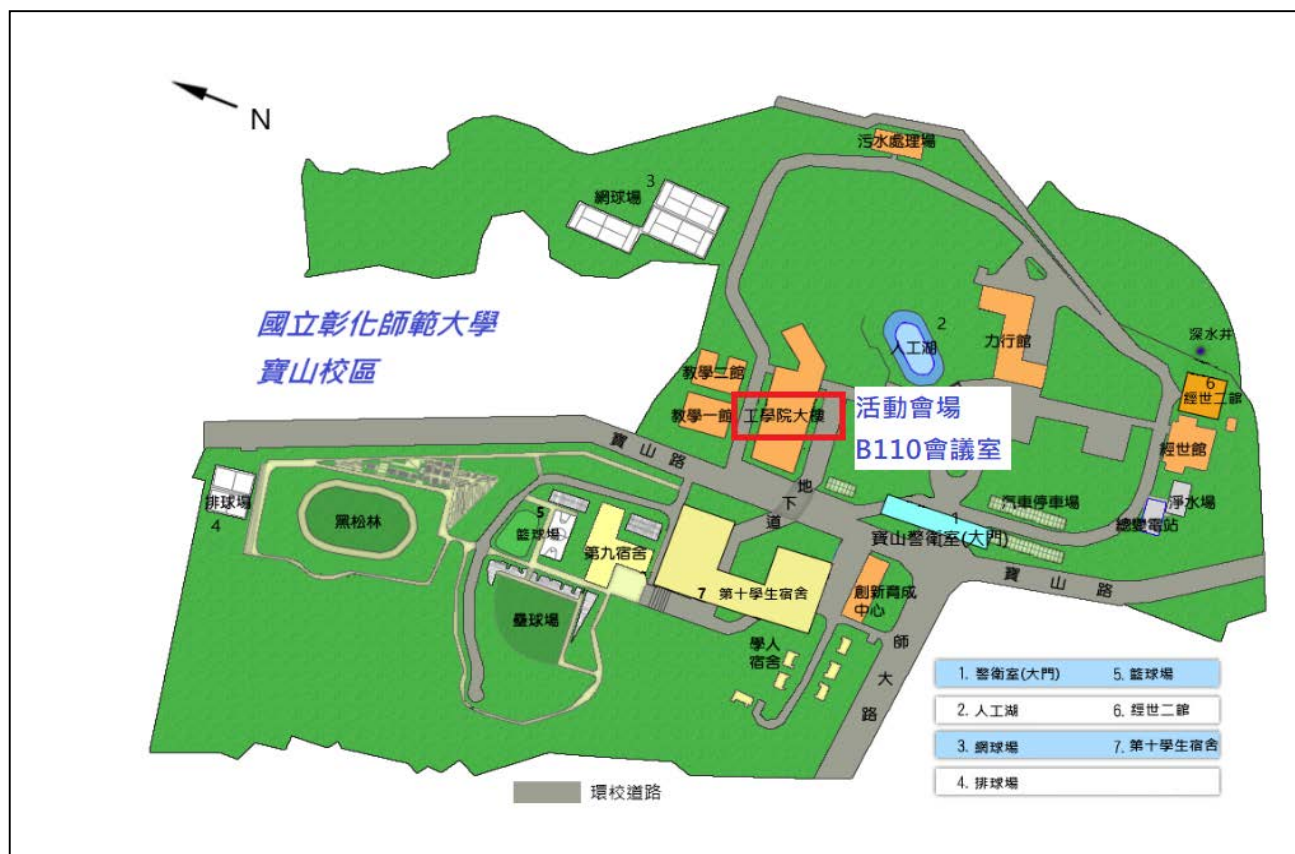 N
污水處理場
3
網球場
國立彰化師範大學
寶山校區
2
人工湖
力行館
深水井
6
經世二館
教學二館
教學一館
工學院大樓
活動會場
B110會議室
經世館
寶山路
地下道
排球場
4
黑松林
5
籃球場
第九宿舍
汽車停車場
淨水場
總變電站
1
寶山警衛室(大門)
寶山路
7 第十學生宿舍
創新育成
中心
壘球場
學人
宿舍
師大路
1. 警衛室(大門) 5. 籃球場
2. 人工湖 6. 經世二館
3. 網球場 7. 第十學生宿舍
4. 排球場
環校道路